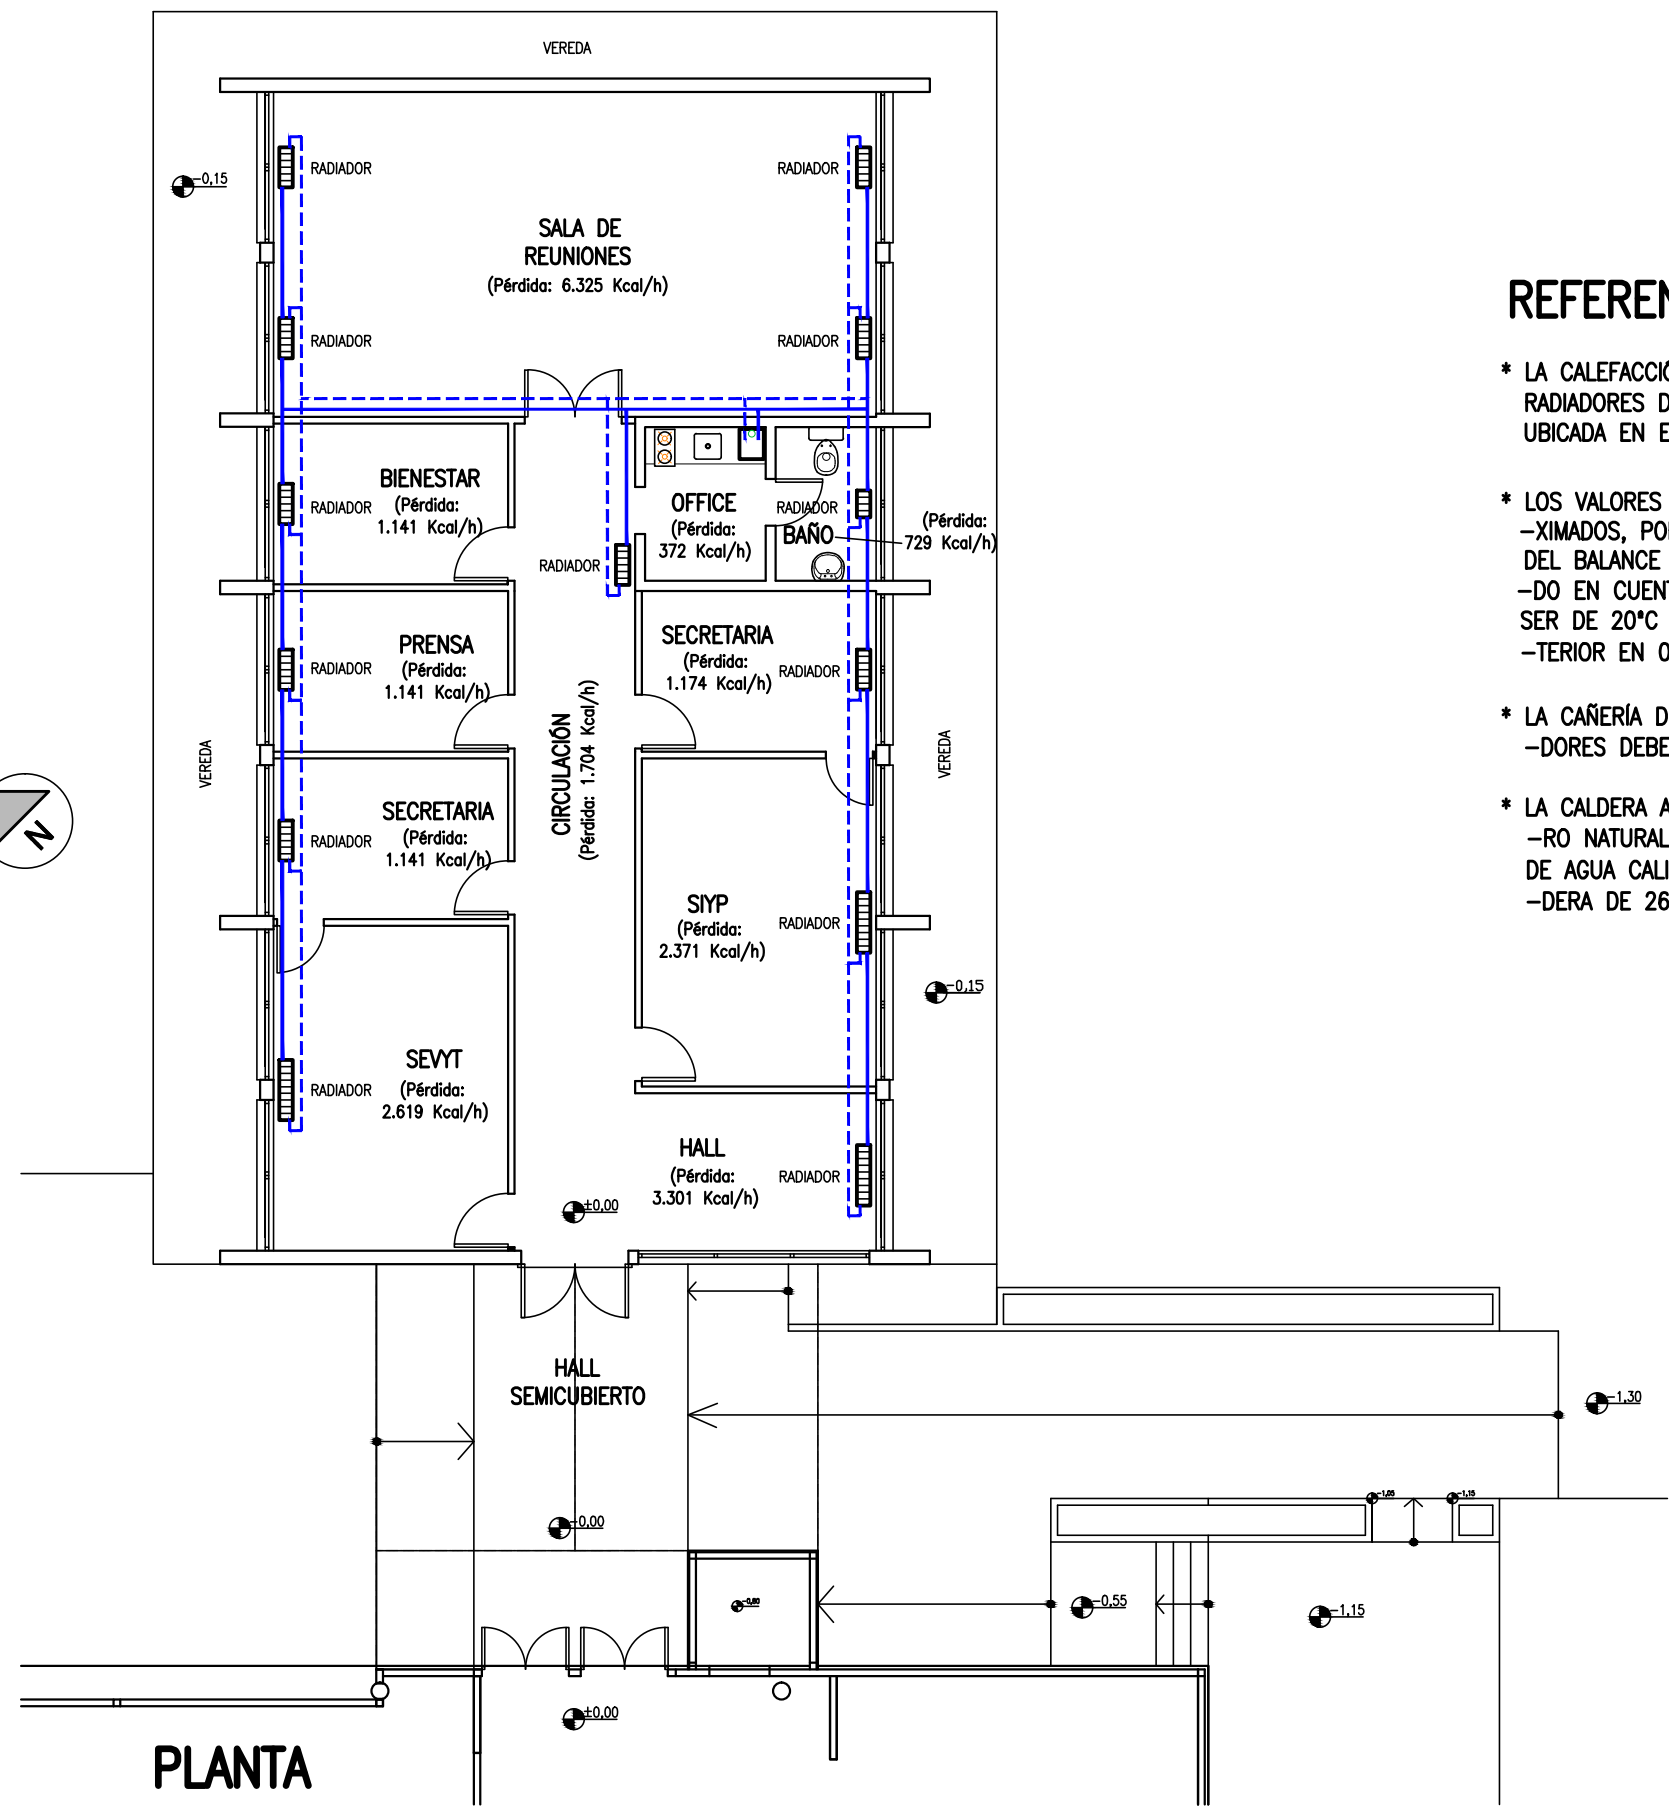 VEREDA
RADIADOR
RADIADOR
-0,15
SALA DE
REUNIONES
(Pérdida: 6.325 Kcal/h)
RADIADOR
RADIADOR
BIENESTAR
(Pérdida:
1.141 Kcal/h)
RADIADOR
OFFICE
(Pérdida:
372 Kcal/h)
RADIADOR
BAÑO
(Pérdida:
729 Kcal/h)
RADIADOR
PRENSA
(Pérdida:
1.141 Kcal/h)
RADIADOR
SECRETARIA
(Pérdida:
1.174 Kcal/h)
RADIADOR
VEREDA
CIRCULACIÓN
(Pérdida: 1.704 Kcal/h)
VEREDA
N
SECRETARIA
(Pérdida:
1.141 Kcal/h)
RADIADOR
SIYP
(Pérdida:
2.371 Kcal/h)
RADIADOR
-0,15
SEVYT
(Pérdida:
2.619 Kcal/h)
RADIADOR
HALL
(Pérdida:
3.301 Kcal/h)
RADIADOR
±0,00
HALL
SEMICUBIERTO
-1,30
-1,05
-1,15
-0,00
-0,55
-1,15
±0,00
PLANTA
REFEREN
* LA CALEFACCIÓ
RADIADORES D
UBICADA EN E
* LOS VALORES
-XIMADOS, POR
DEL BALANCE
-DO EN CUENT
SER DE 20°C
-TERIOR EN 0
* LA CAÑERÍA D
-DORES DEBE
* LA CALDERA A
-RO NATURAL
DE AGUA CALI
-DERA DE 26